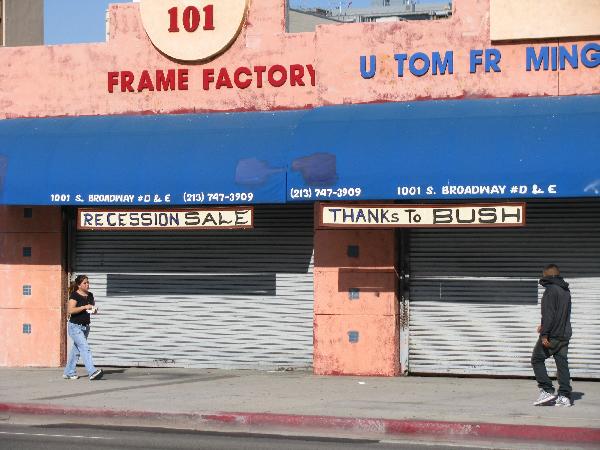 101
FRAME FACTORY
U TOM FR MING
1001 S. BROADWAY #D & E (213) 747-3909
(213) 747-3909 1001 S. BROADWAY #D & E
RECESSION SALE
THANKS TO BUSH